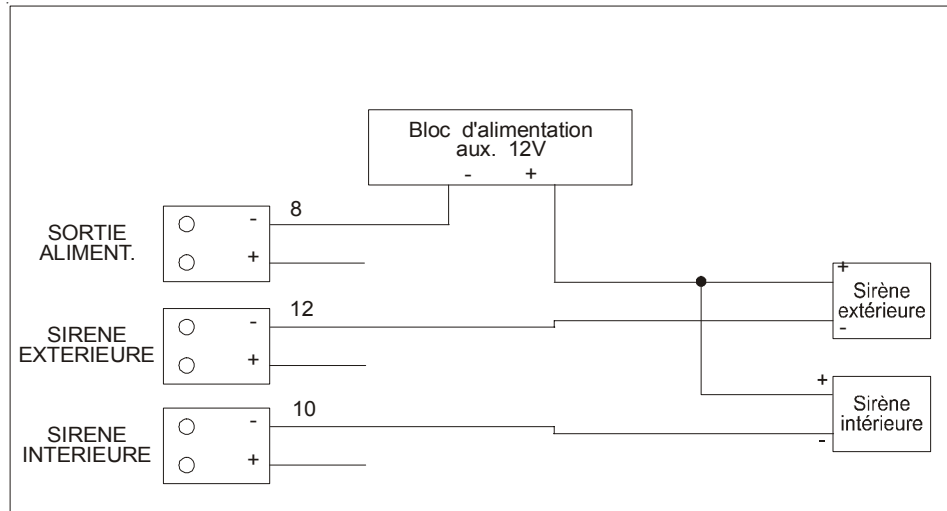 Bloc d'alimentation
aux. 12V
- +
SORTIE
ALIMENT.
-
+
8
SIRENE
EXTERIEURE
-
+
12
SIRENE
INTERIEURE
-
+
10
+
Sirène
extérieure
-
+
Sirène
intérieure
-